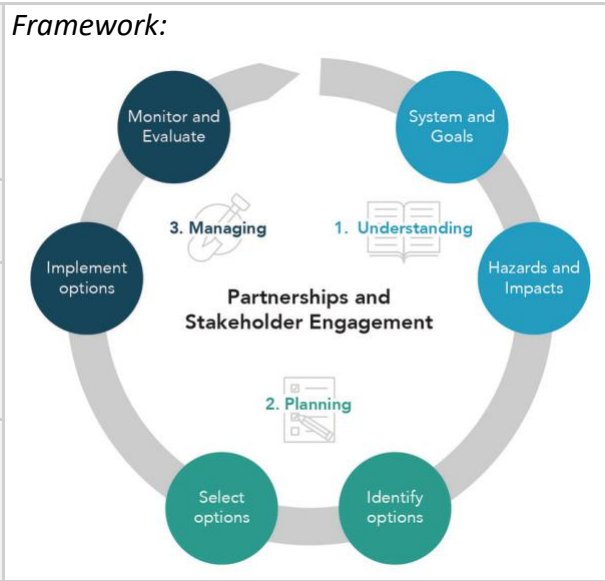 Framework:
Monitor and
Evaluate
System and
Goals
3. Managing
1. Understanding
Implement
options
Hazards and
Impacts
Partnerships and
Stakeholder Engagement
2. Planning
Select
options
Identify
options